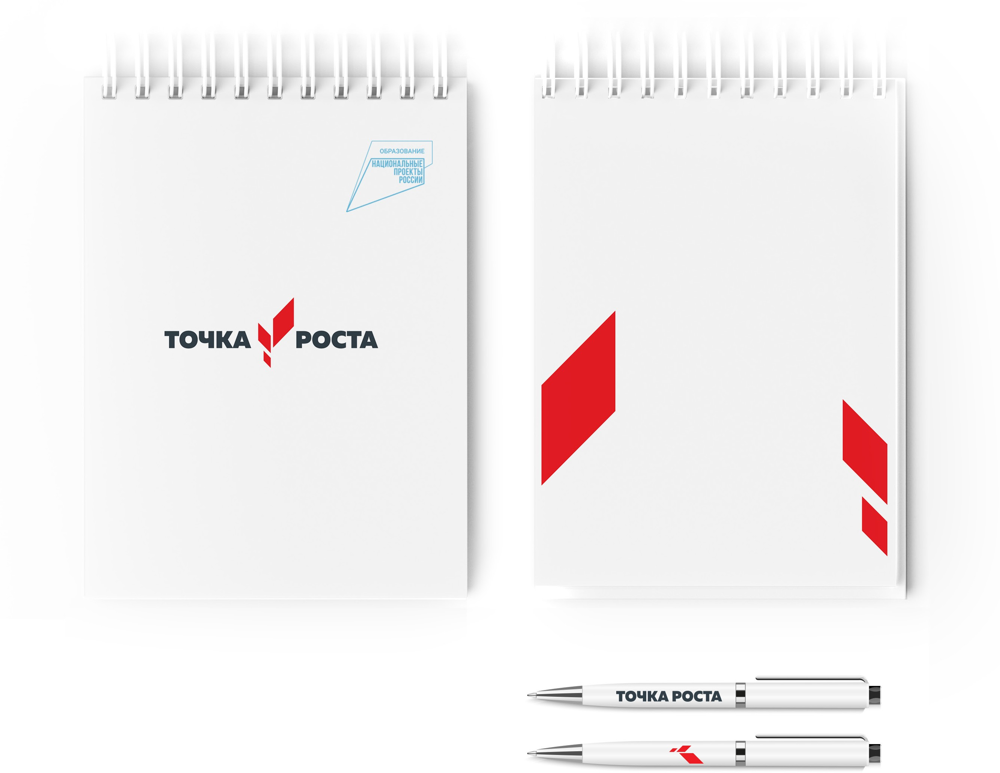 ОБРАЗОВАНИЕ
НАЦИОНАЛЬНЫЕ
ПРОЕКТЫ
РОССИИ
ТОЧКА РОСТА
ТОЧКА РОСТА